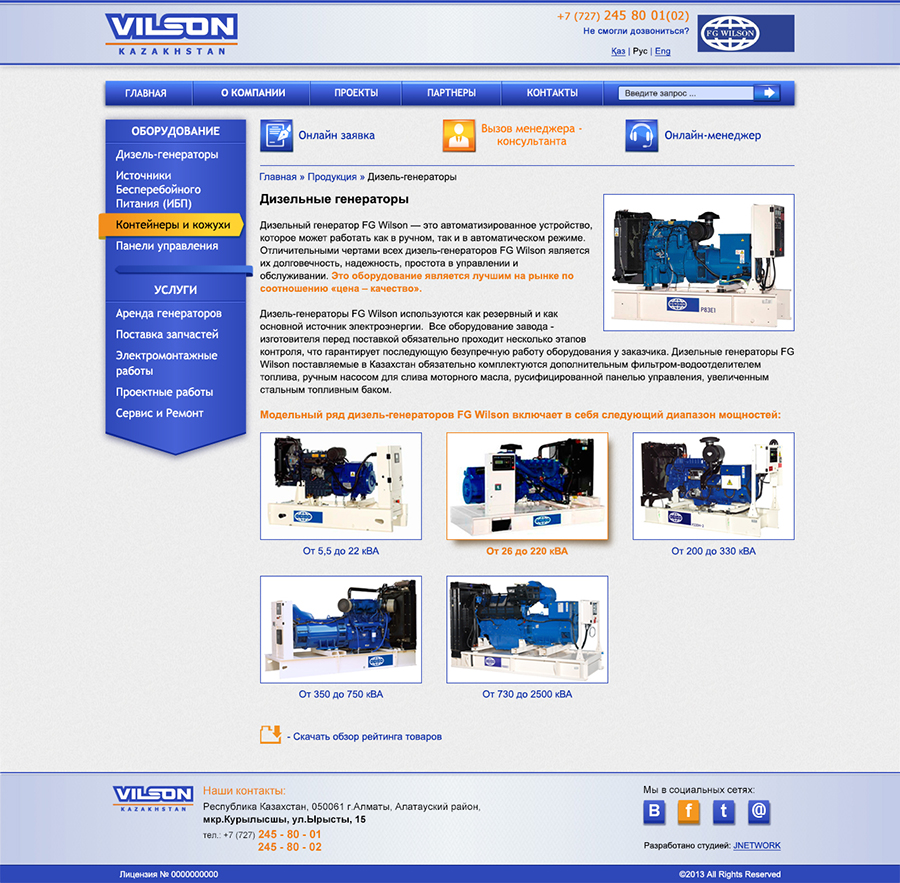 VILSON
KAZAKHSTAN
+7 (727) 245 80 01(02)
Не смогли дозвониться?
Қаз | Рус | Eng
FG WILSON
ГЛАВНАЯ
О КОМПАНИИ
ПРОЕКТЫ
ПАРТНЕРЫ
КОНТАКТЫ
Введите запрос ...
ОБОРУДОВАНИЕ
Дизель-генераторы
Источники
Бесперебойного
Питания (ИБП)
Контейнеры и кожухи
Панели управления
УСЛУГИ
Аренда генераторов
Поставка запчастей
Электромонтажные
работы
Проектные работы
Сервис и Ремонт
Онлайн заявка
Вызов менеджера -
консультанта
Онлайн-менеджер
Главная » Продукция » Дизель-генераторы
Дизельные генераторы
Дизельный генератор FG Wilson — это автоматизированное устройство,
которое может работать как в ручном, так и в автоматическом режиме.
Отличительными чертами всех дизель-генераторов FG Wilson является
их долговечность, надежность, простота в управлении и
обслуживании. Это оборудование является лучшим на рынке по
соотношению «цена – качество».
P83E1
Дизель-генераторы FG Wilson используются как резервный и как
основной источник электроэнергии. Все оборудование завода -
изготовителя перед поставкой обязательно проходит несколько этапов
контроля, что гарантирует последующую безупречную работу оборудования у заказчика. Дизельные генераторы FG
Wilson поставляемые в Казахстан обязательно комплектуются дополнительным фильтром-водоотделителем
топлива, ручным насосом для слива моторного масла, русифицированной панелью управления, увеличенным
стальным топливным баком.
Модельный ряд дизель-генераторов FG Wilson включает в себя следующий диапазон мощностей:
От 5,5 до 22 кВА
От 26 до 220 кВА
От 200 до 330 кВА
От 350 до 750 кВА
От 730 до 2500 кВА
- Скачать обзор рейтинга товаров
VILSON
KAZAKHSTAN
Наши контакты:
Республика Казахстан, 050061 г.Алматы, Алатауский район,
мкр.Курылысшы, ул.Ырысты, 15
тел.: +7 (727) 245 - 80 - 01
245 - 80 - 02
Мы в социальных сетях:
В f t @
Разработано студией: JNETWORK
Лицензия № 0000000000
©2013 All Rights Reserved